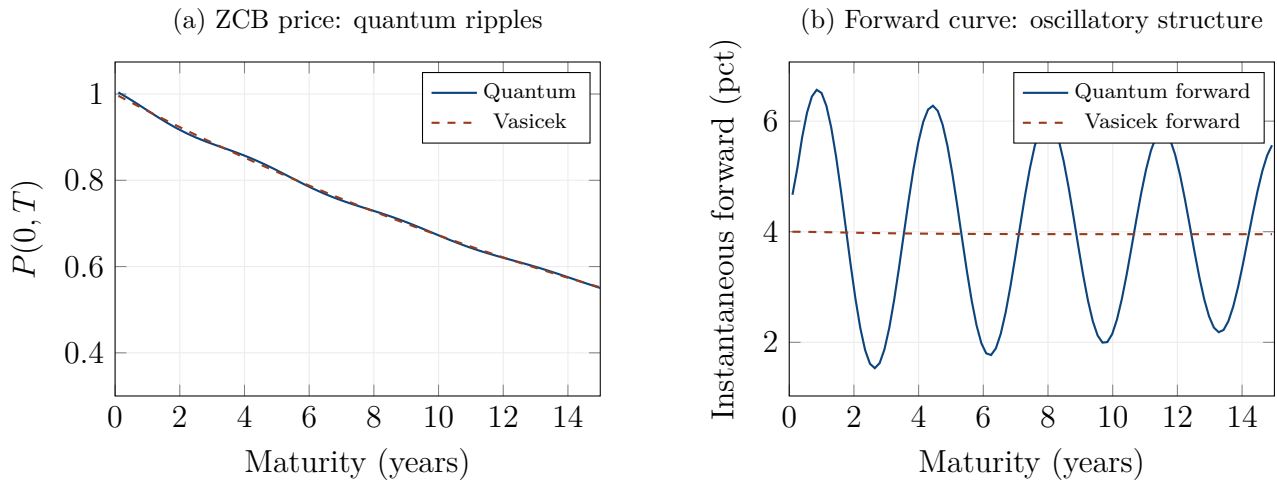 (a) ZCB price: quantum ripples
P(0, T)
1
0.8
0.6
0.4
0 2 4 6 8 10 12 14
Maturity (years)
Quantum
Vasicek
(b) Forward curve: oscillatory structure
Instantaneous forward (pct)
6
4
2
0 2 4 6 8 10 12 14
Maturity (years)
Quantum forward
Vasicek forward